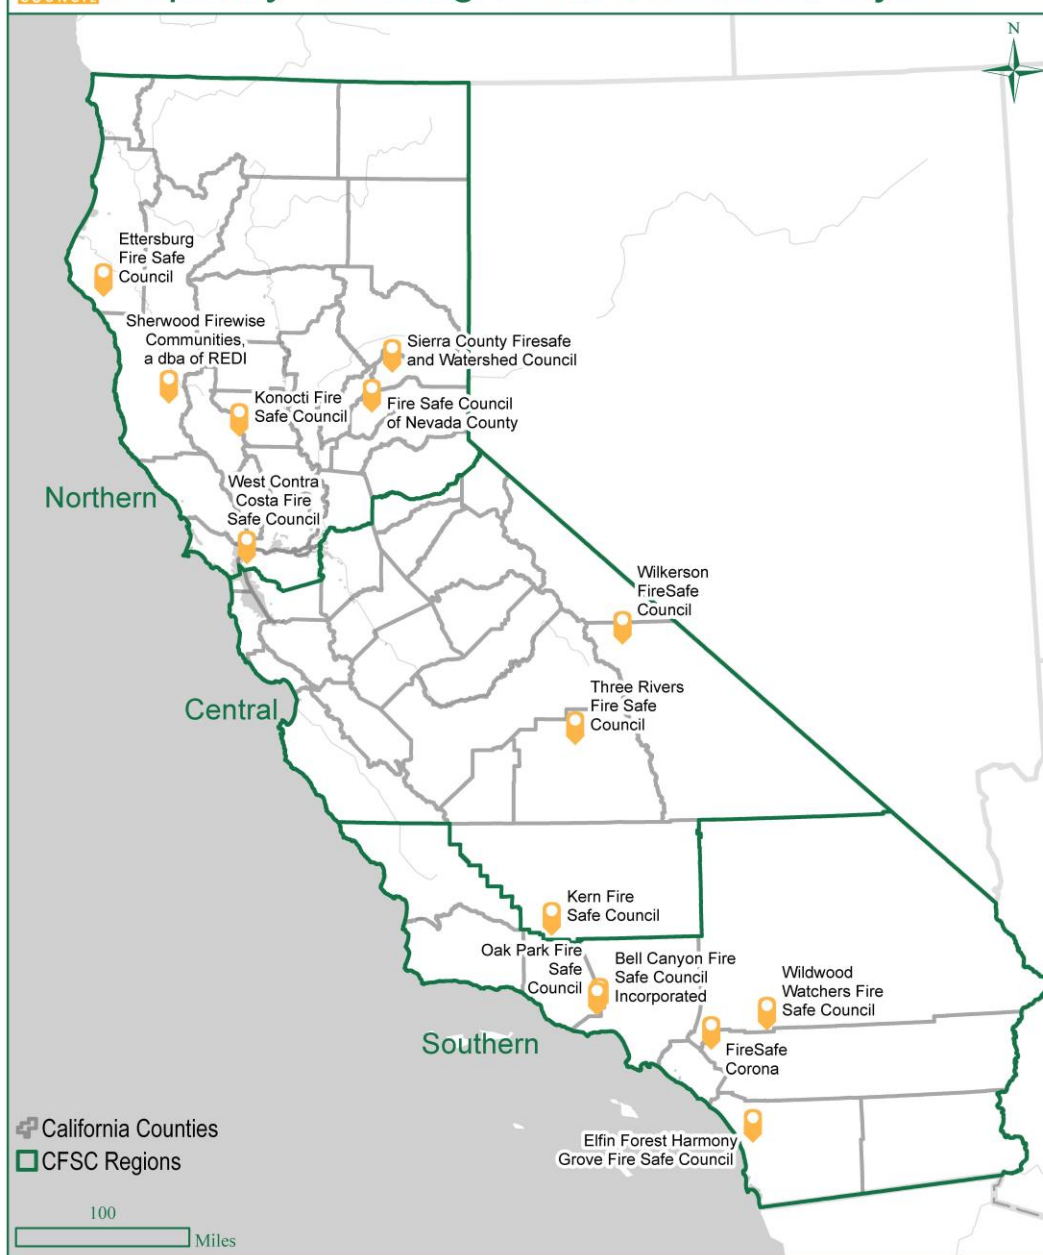 N
Ettersburg
Fire Safe
Council
Sherwood Firewise
Communities,
a dba of REDI
Sierra County Firesafe
and Watershed Council
Konocti Fire
Safe Council
Fire Safe Council
of Nevada County
West Contra
Costa Fire
Safe Council
Northern
Wilkerson
FireSafe
Council
Three Rivers
Fire Safe
Council
Central
Kern Fire
Safe Council
Oak Park Fire
Safe
Council
Bell Canyon Fire
Safe Council
Incorporated
Wildwood
Watchers Fire
Safe Council
Southern
FireSafe
Corona
Elfin Forest Harmony
Grove Fire Safe Council
California Counties
CFSC Regions
100
Miles